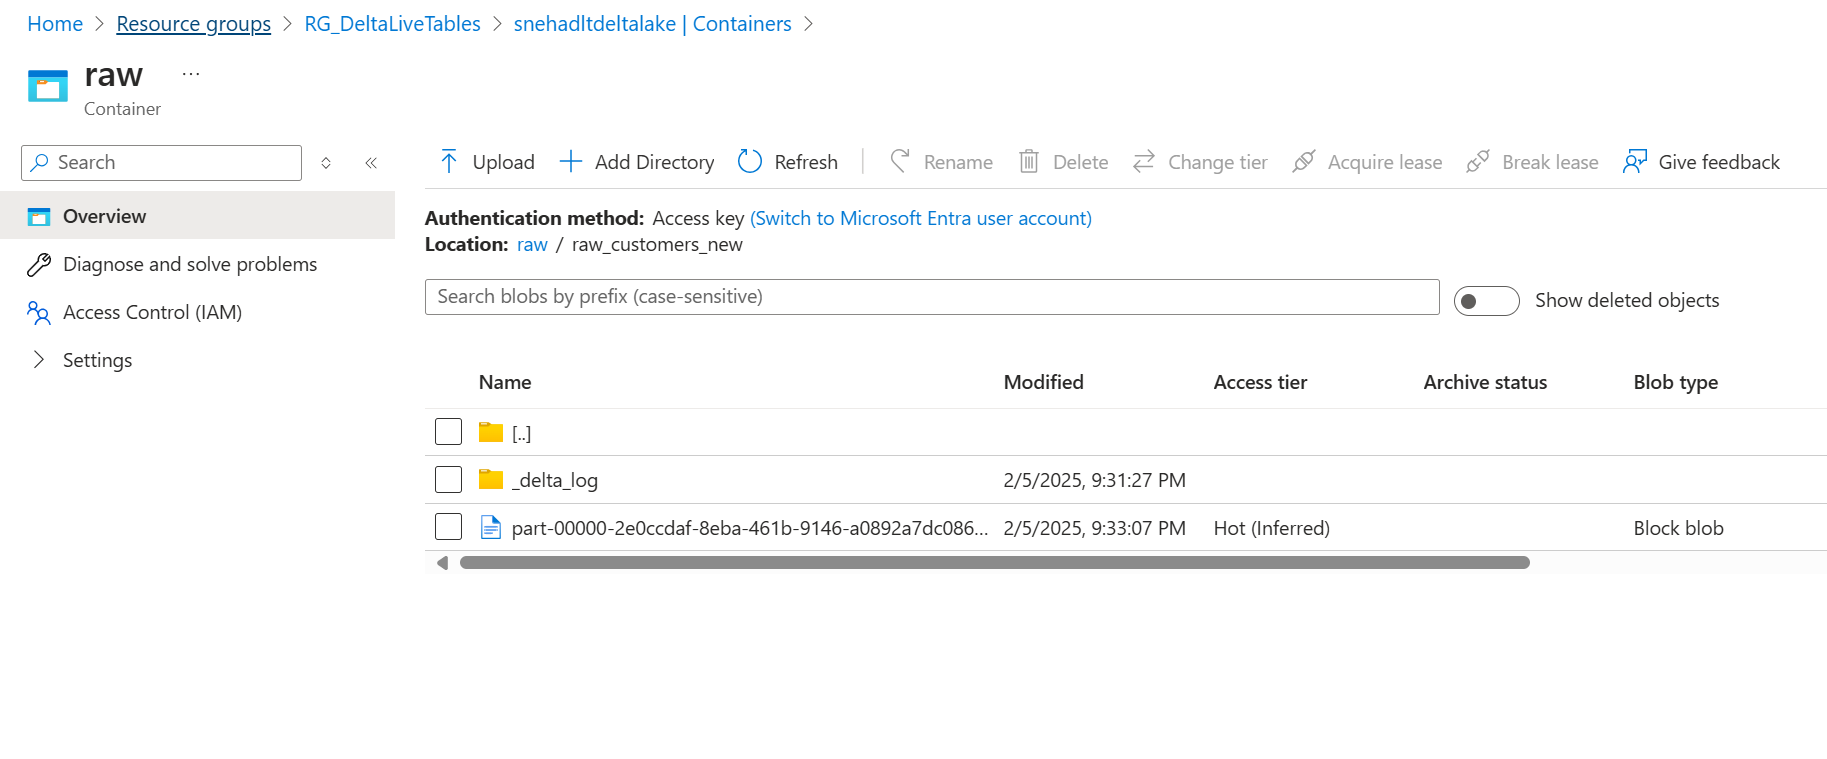 Home > Resource groups > RG_DeltaLiveTables > snehadltdeltalake | Containers >
raw ...
Container
Search
Overview
Diagnose and solve problems
Access Control (IAM)
Settings
Upload Add Directory Refresh Rename Delete Change tier Acquire lease Break lease Give feedback
Authentication method: Access key (Switch to Microsoft Entra user account)
Location: raw / raw_customers_new
Search blobs by prefix (case-sensitive) Show deleted objects
Name Modified Access tier Archive status Blob type
[..]
_delta_log 2/5/2025, 9:31:27 PM
part-00000-2e0ccdaf-8eba-461b-9146-a0892a7dc086... 2/5/2025, 9:33:07 PM Hot (Inferred) Block blob